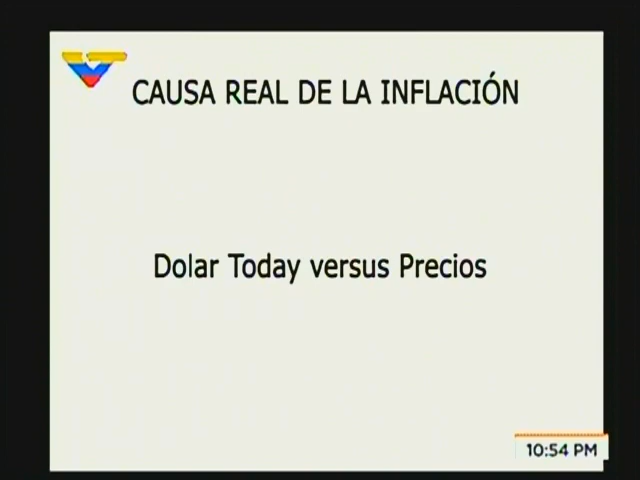 CAUSA REAL DE LA INFLACIÓN
Dolar Today versus Precios
10:54 PM